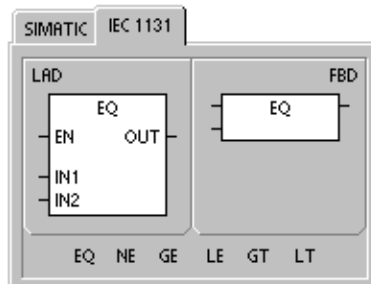 SIMATIC IEC 1131
LAD FBD
EQ EQ
EN OUT
IN1
IN2
EQ NE GE LE GT LT